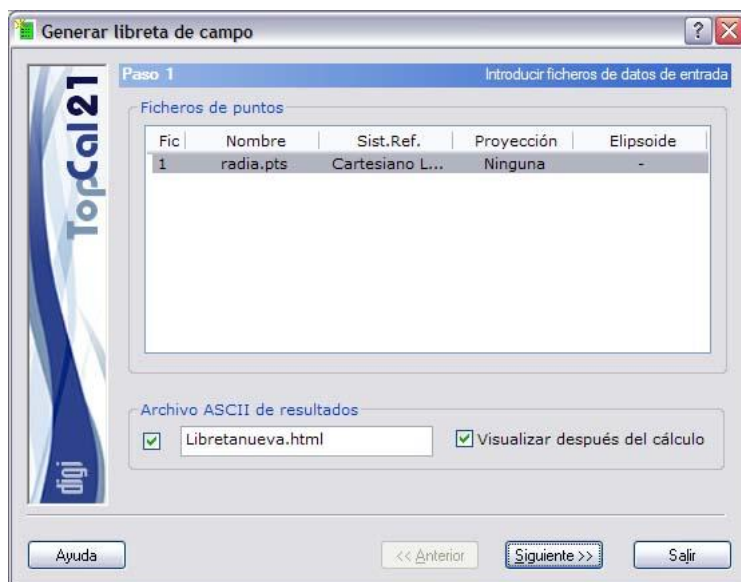 Generar libreta de campo
Paso 1
Introducir ficheros de datos de entrada
TopCal21
digi
Ficheros de puntos
Fic Nombre Sist.Ref. Proyección Elipsoide
1 radia.pts Cartesiano L... Ninguna -
Archivo ASCII de resultados
Libretanueva.html
Visualizar después del cálculo
Ayuda
<< Anterior
Siguiente >>
Salir